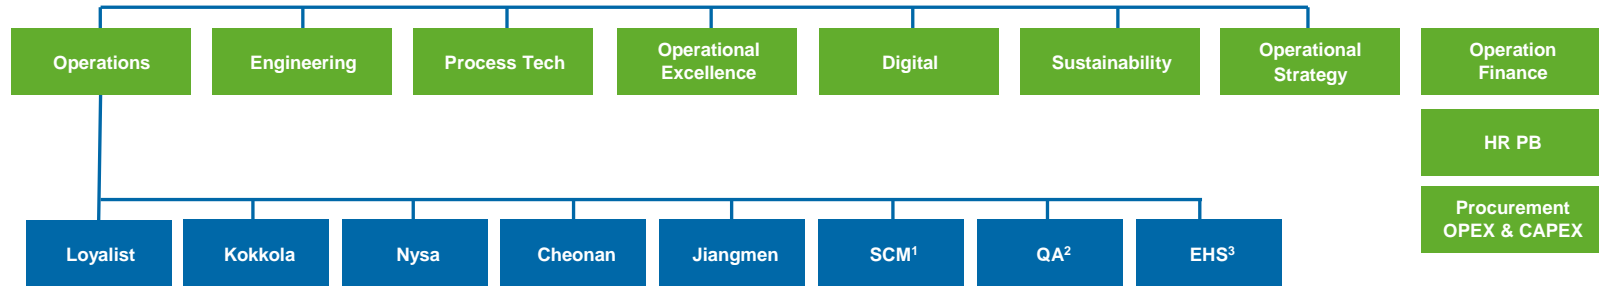 Operations
Engineering
Process Tech
Operational
Excellence
Digital
Sustainability
Operational
Strategy
Operation
Finance
HR PB
Procurement
OPEX & CAPEX
Loyalist
Kokkola
Nysa
Cheonan
Jiangmen
SCM¹
QA²
EHS³